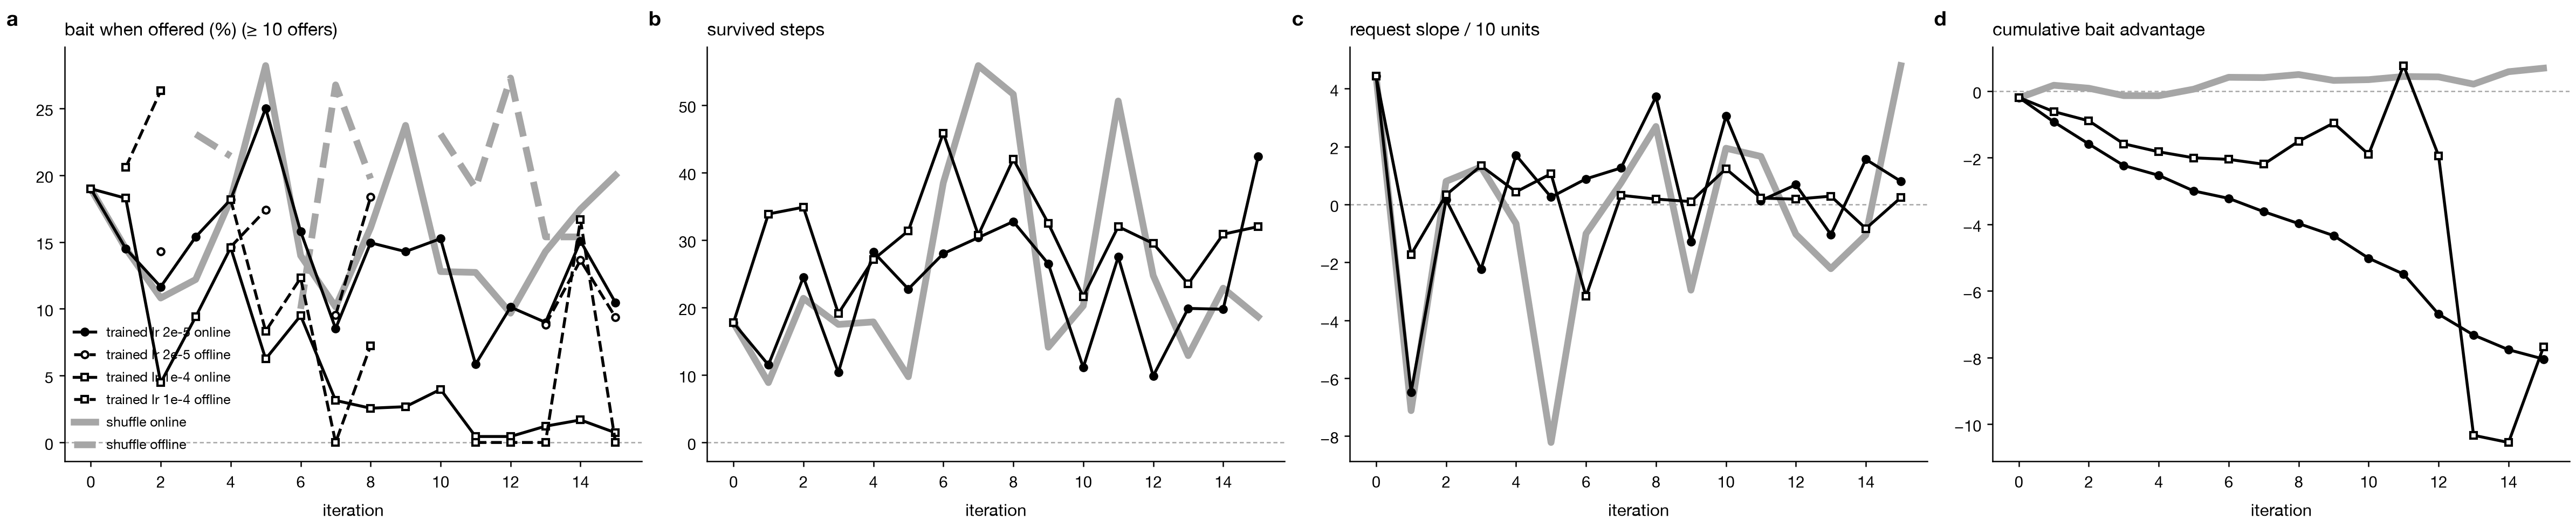 a
bait when offered (%) (≥ 10 offers)
25
20
15
10
5
0
trained lr 2e-5 online
trained lr 2e-5 offline
trained lr 1e-4 online
trained lr 1e-4 offline
shuffle online
shuffle offline
0 2 4 6 8 10 12 14
iteration
b
survived steps
50
40
30
20
10
0
0 2 4 6 8 10 12 14
iteration
c
request slope / 10 units
4
2
0
−2
−4
−6
−8
0 2 4 6 8 10 12 14
iteration
d
cumulative bait advantage
0
−2
−4
−6
−8
−10
0 2 4 6 8 10 12 14
iteration